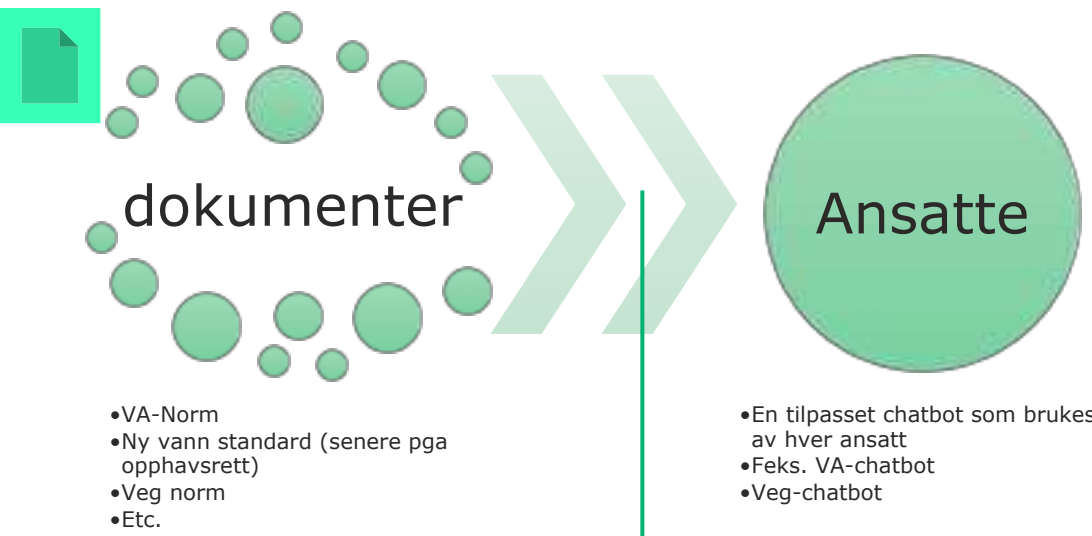 dokumenter
Ansatte
•VA-Norm
•Ny vann standard (senere pga
opphavsrett)
•Veg norm
•Etc.
•En tilpasset chatbot som brukes
av hver ansatt
•Feks. VA-chatbot
•Veg-chatbot